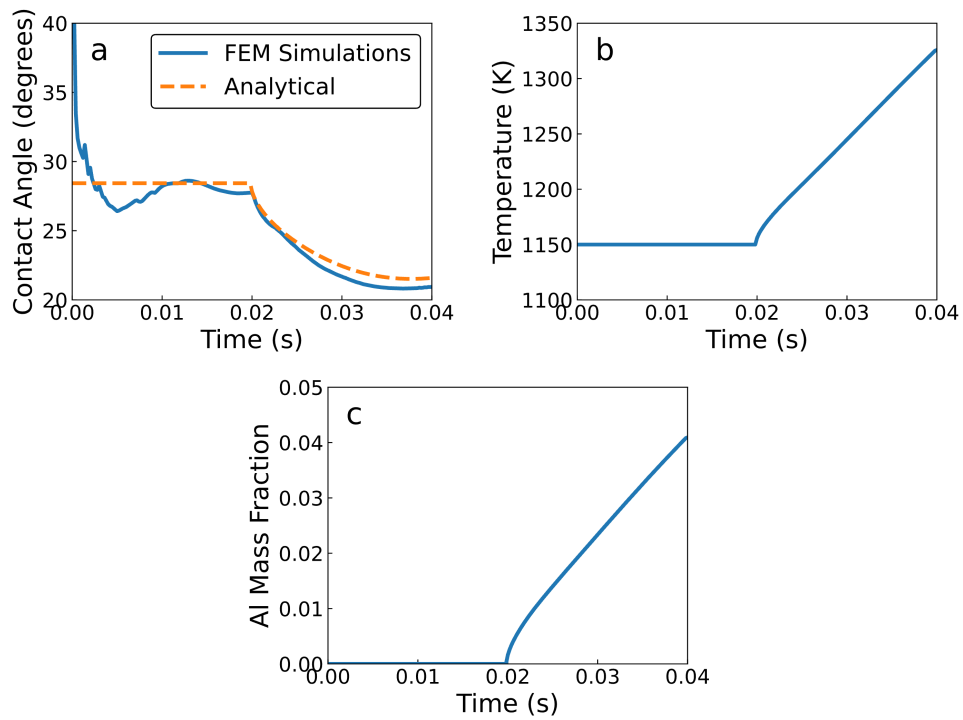 a
FEM Simulations
Analytical
Contact Angle (degrees)
40
35
30
25
20
0.00 0.01 0.02 0.03 0.04
Time (s)
b
Temperature (K)
1350
1300
1250
1200
1150
1100
0.00 0.01 0.02 0.03 0.04
Time (s)
c
Al Mass Fraction
0.05
0.04
0.03
0.02
0.01
0.00
0.00 0.01 0.02 0.03 0.04
Time (s)